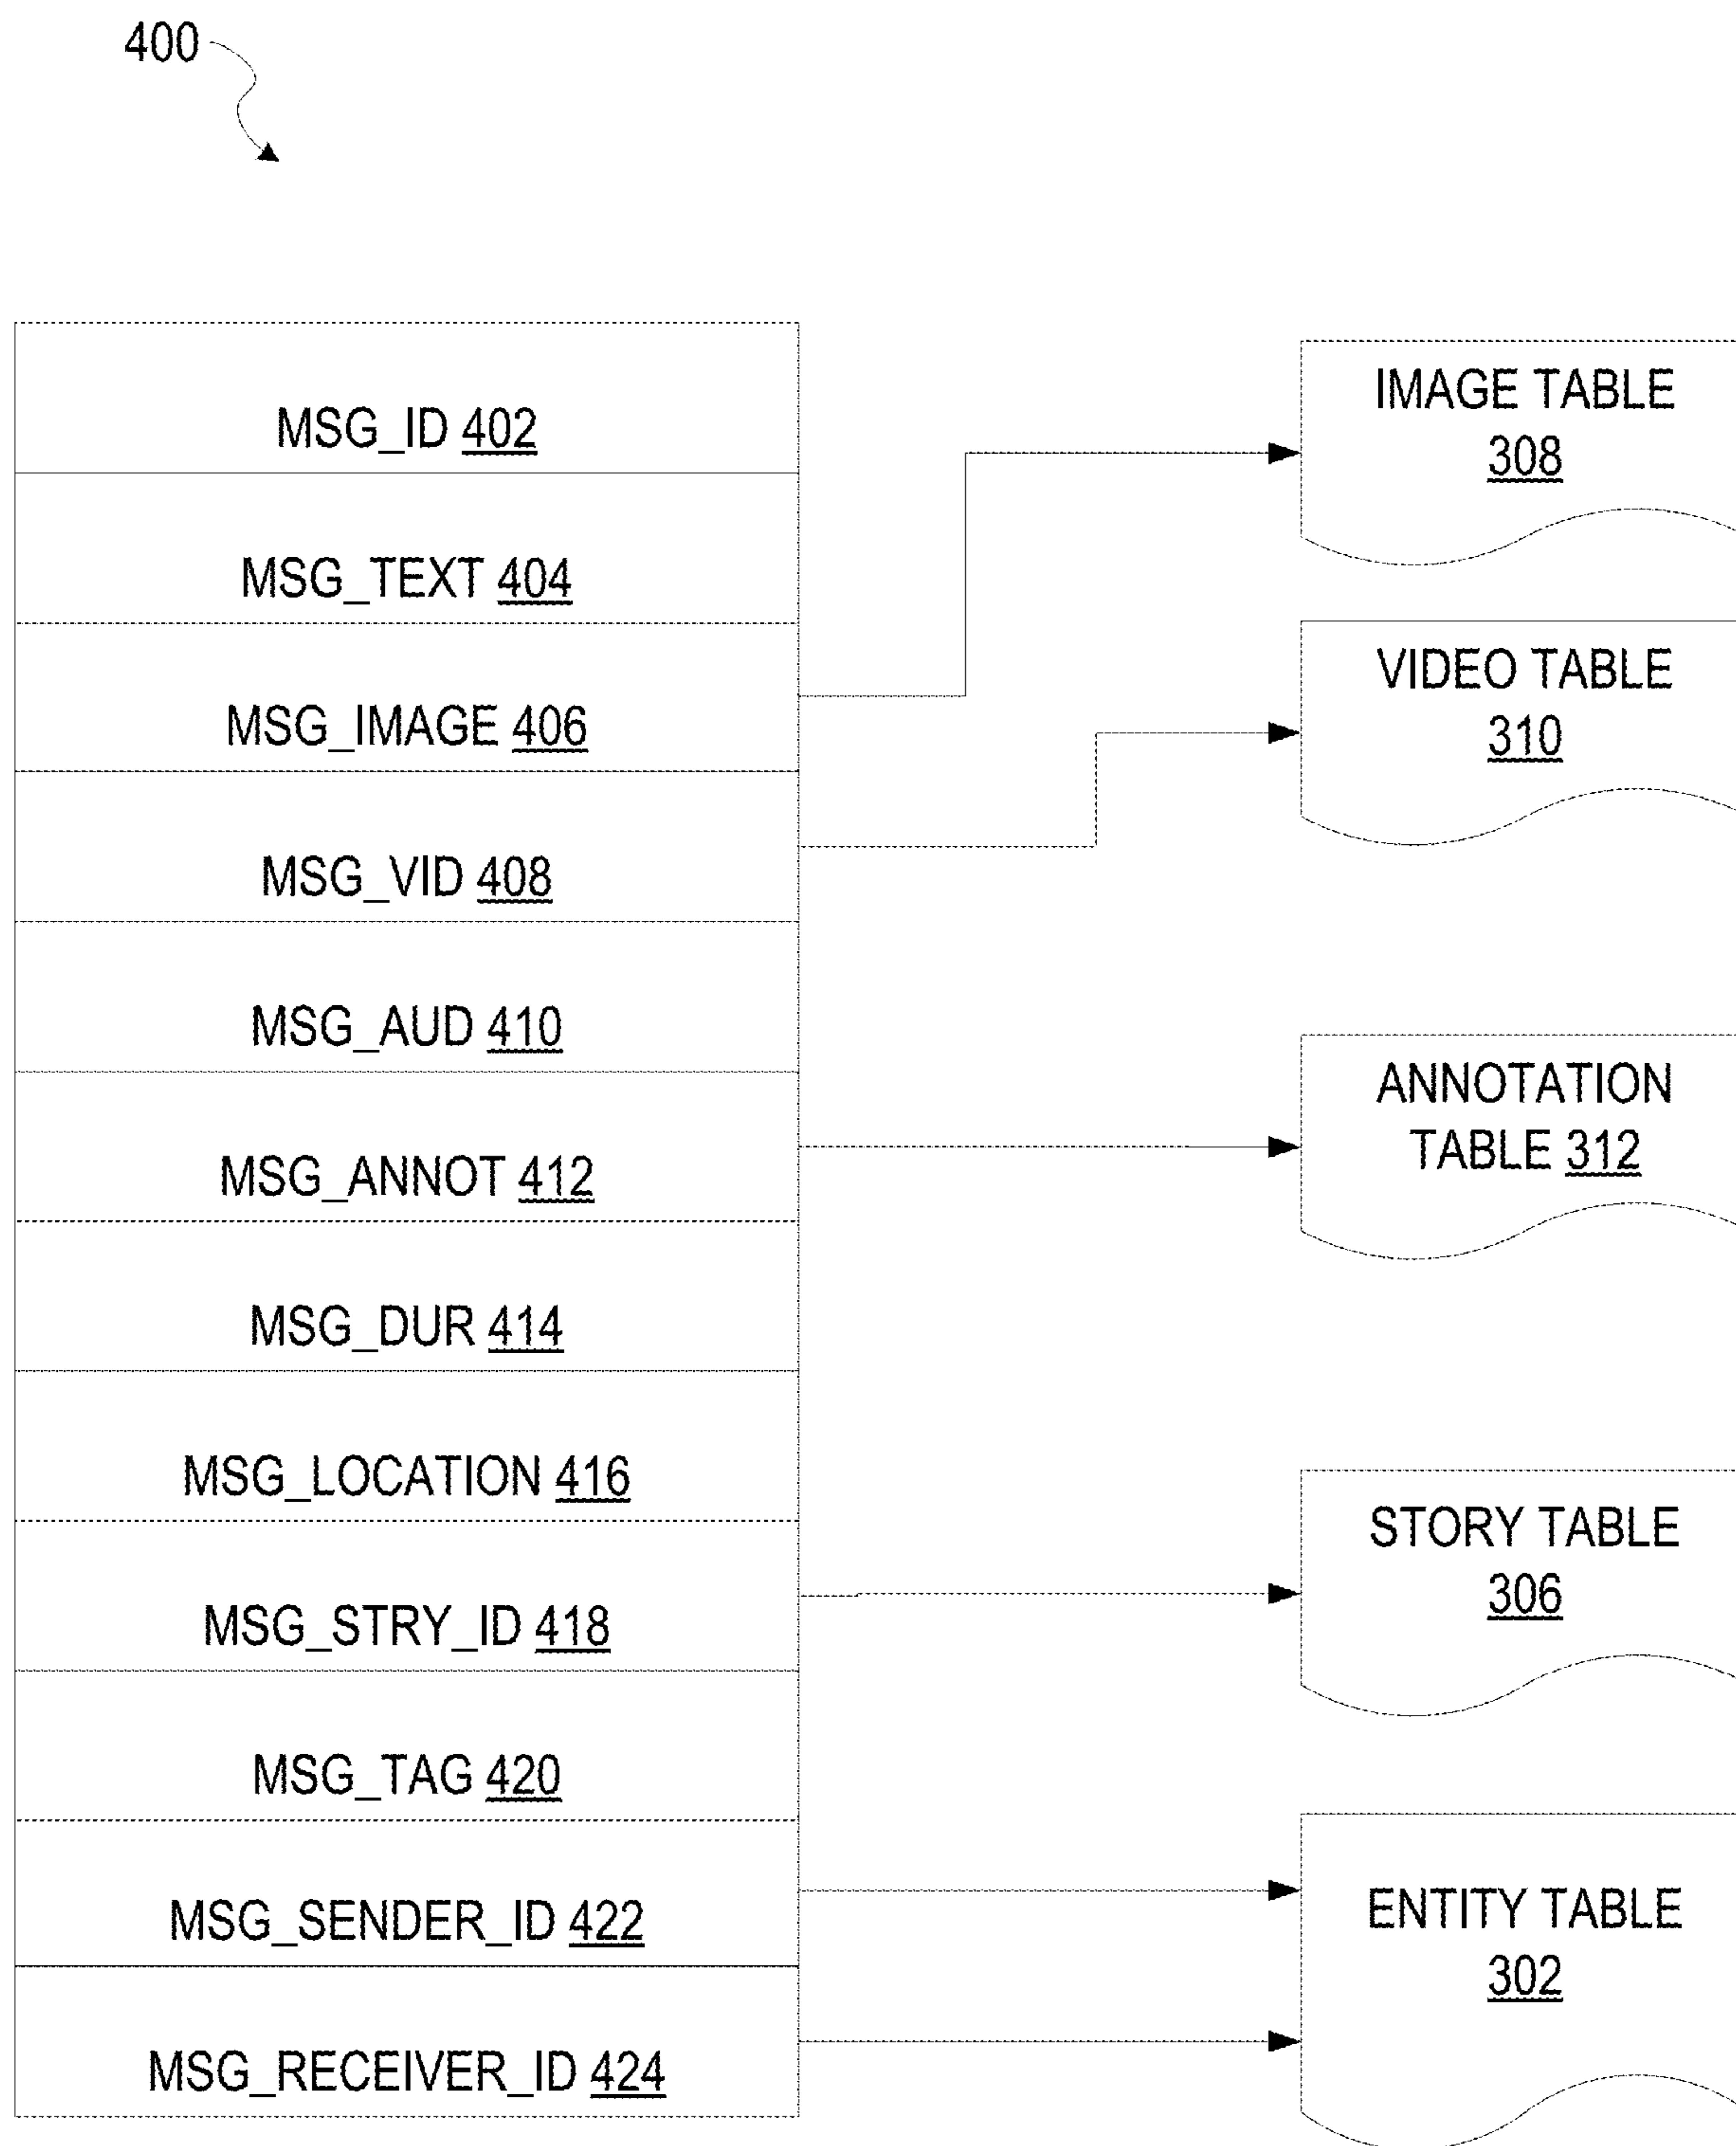 400
MSG_ID 402
MSG_TEXT 404
MSG_IMAGE 406
MSG_VID 408
MSG_AUD 410
MSG_ANNOT 412
MSG_DUR 414
MSG_LOCATION 416
MSG_STRY_ID 418
MSG_TAG 420
MSG_SENDER_ID 422
MSG_RECEIVER_ID 424
IMAGE TABLE
308
VIDEO TABLE
310
ANNOTATION
TABLE 312
STORY TABLE
306
ENTITY TABLE
302